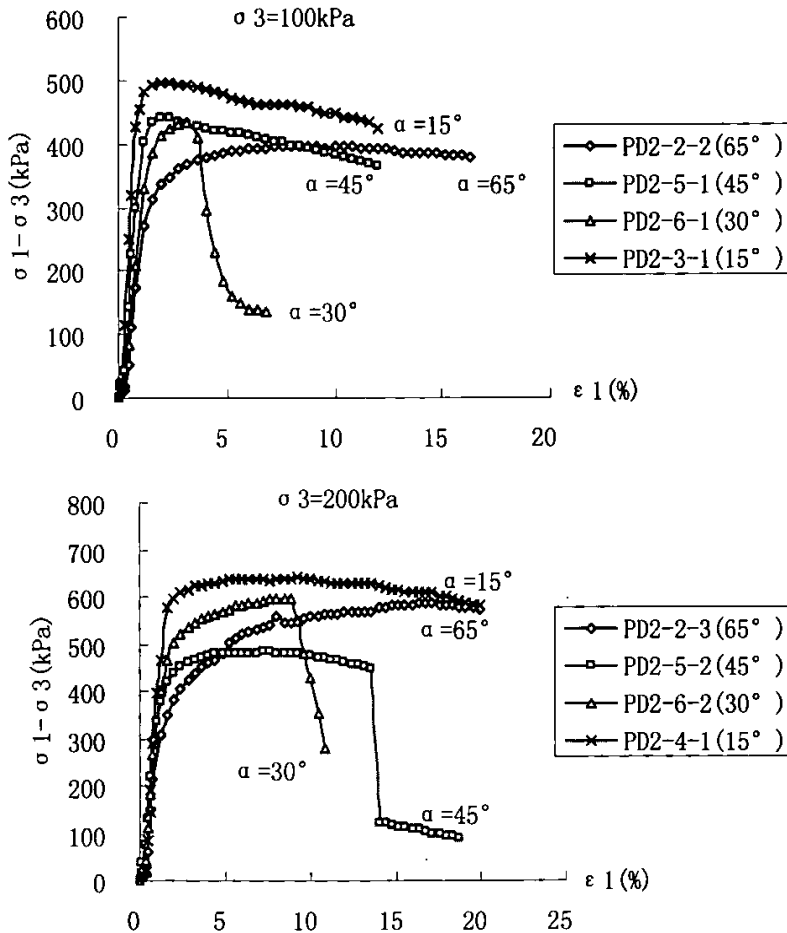 σ 3=100kPa
600
500
400
300
200
100
0
σ 1-σ 3(kPa)
α=15°
α=45°
α=65°
α=30°
0
5
10
15
20
ε 1(%)
PD2-2-2(65° )
PD2-5-1(45° )
PD2-6-1(30° )
PD2-3-1(15° )
σ 3=200kPa
800
700
600
500
400
300
200
100
0
σ 1-σ 3(kPa)
α=15°
α=65°
α=30°
α=45°
0
5
10
15
20
25
ε 1(%)
PD2-2-3(65° )
PD2-5-2(45° )
PD2-6-2(30° )
PD2-4-1(15° )